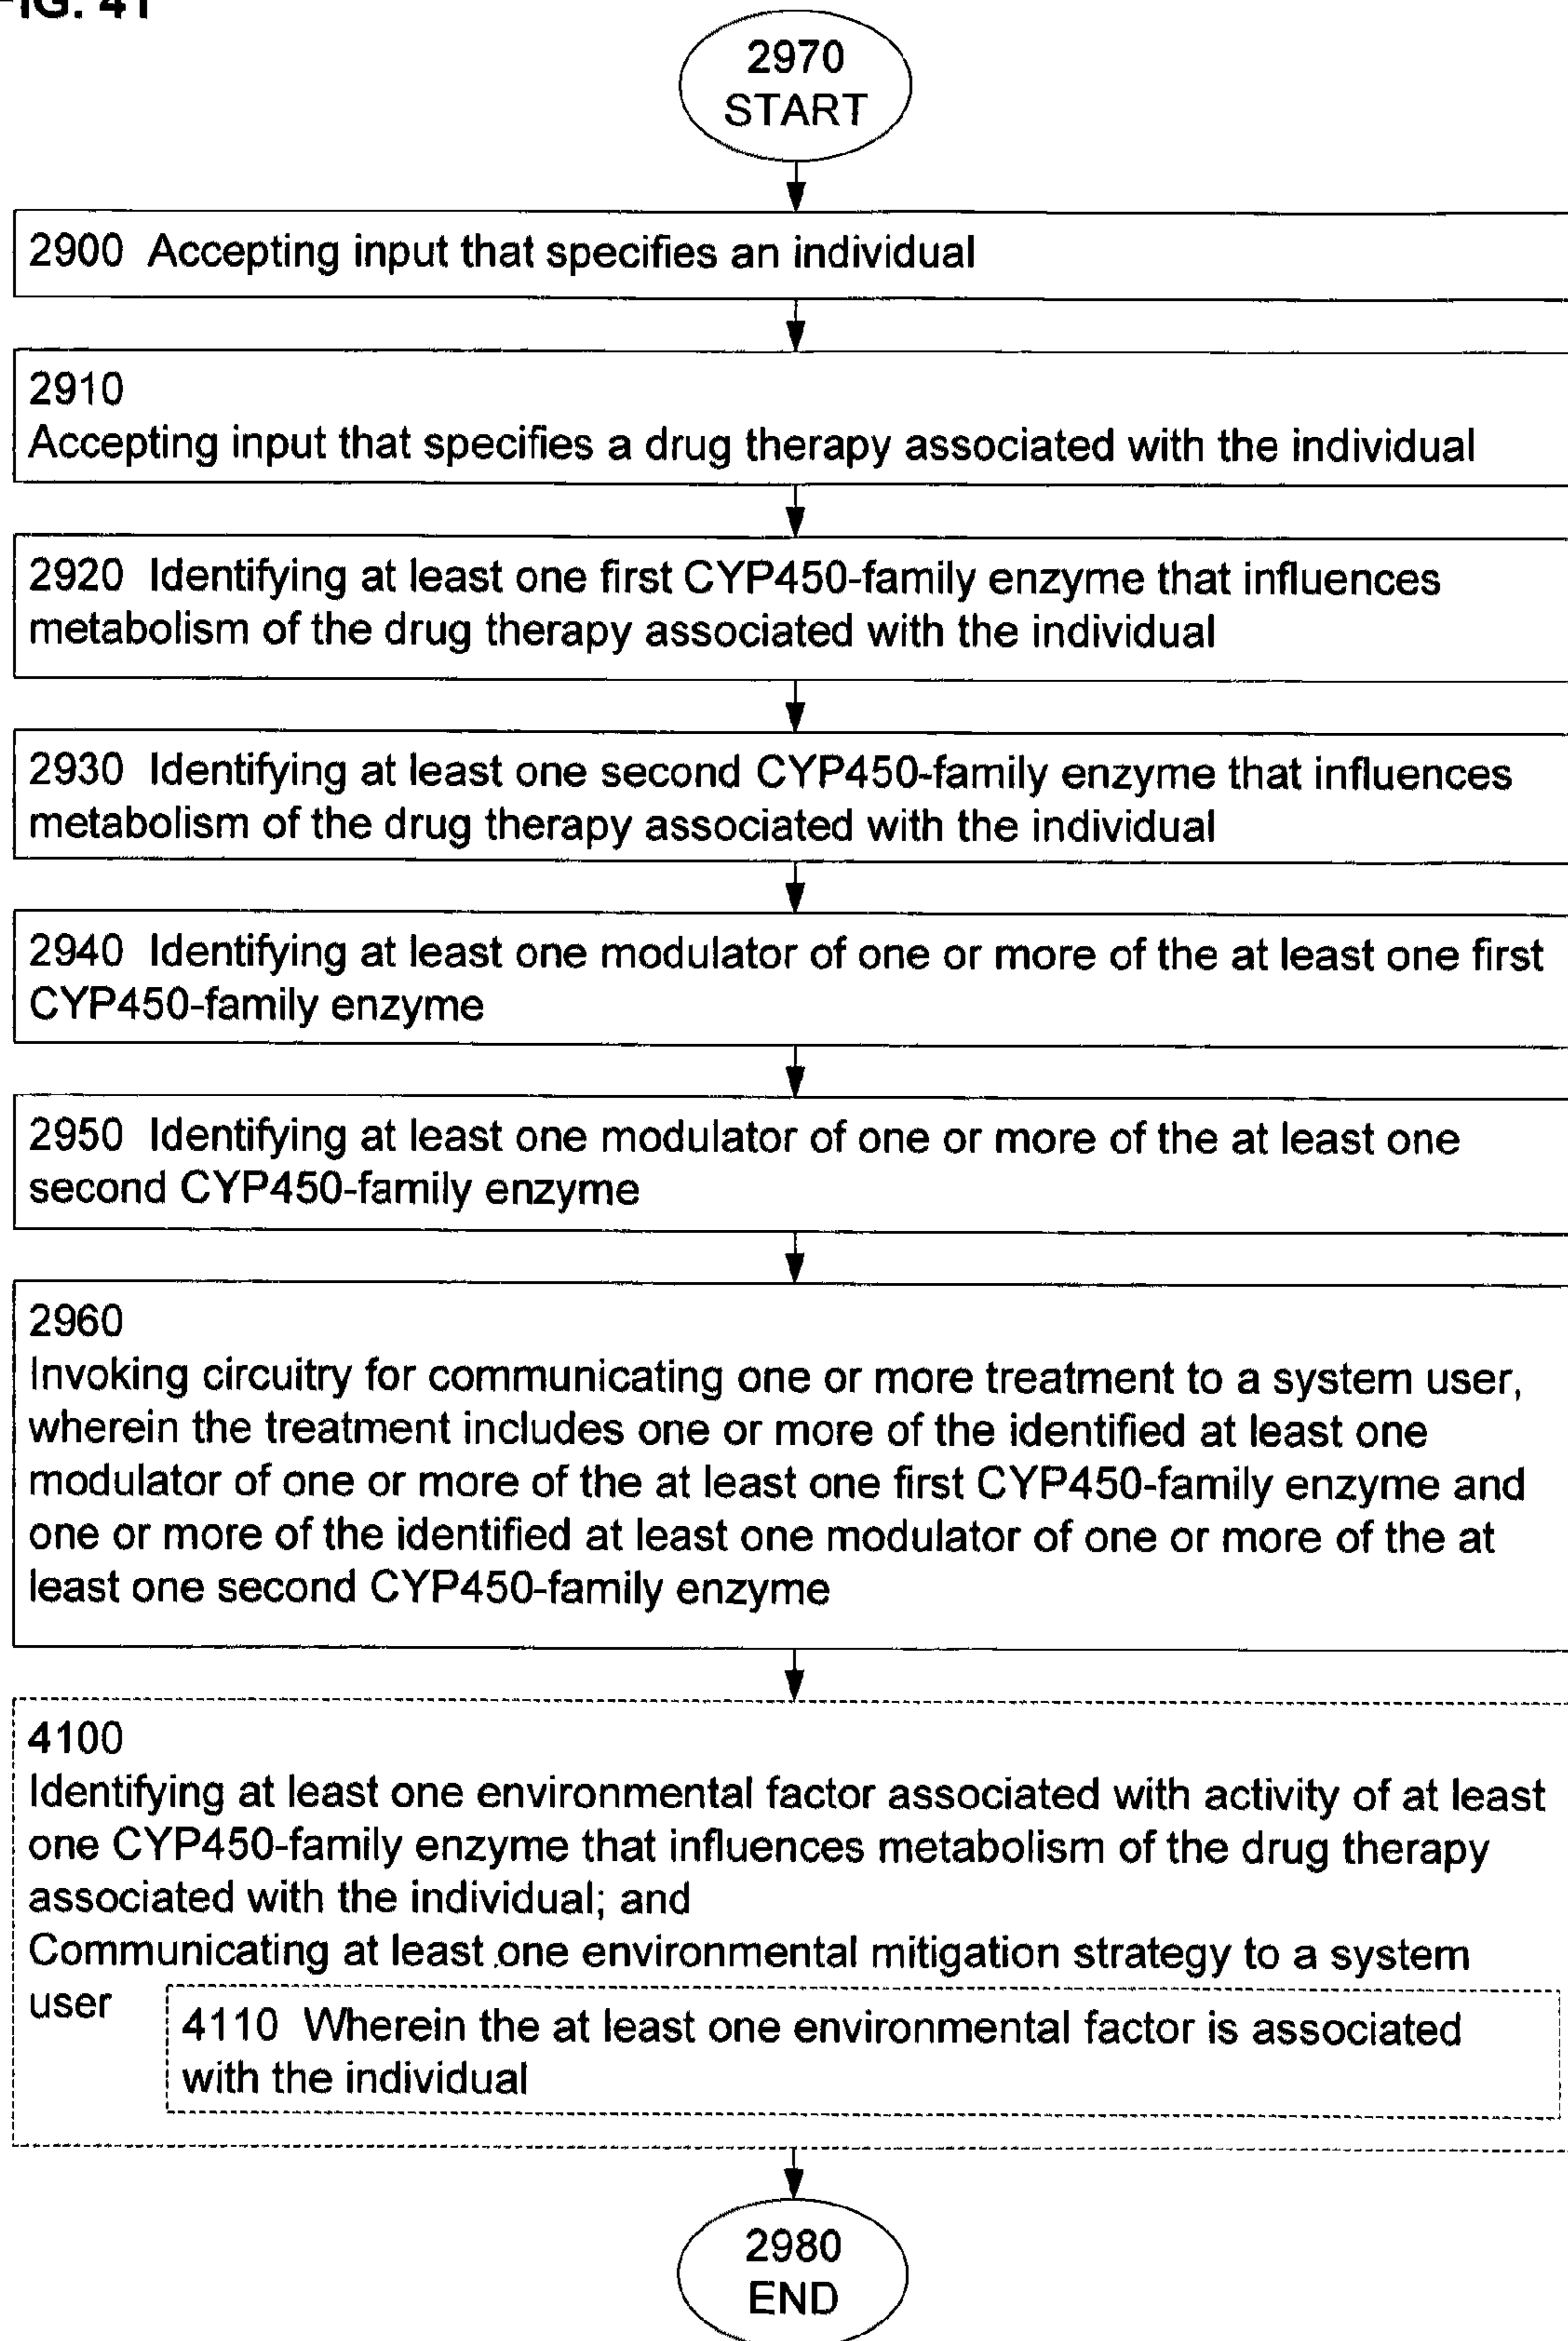 FIG. 41
2970
START
2900 Accepting input that specifies an individual
2910
Accepting input that specifies a drug therapy associated with the individual
2920 Identifying at least one first CYP450-family enzyme that influences
metabolism of the drug therapy associated with the individual
2930 Identifying at least one second CYP450-family enzyme that influences
metabolism of the drug therapy associated with the individual
2940 Identifying at least one modulator of one or more of the at least one first
CYP450-family enzyme
2950 Identifying at least one modulator of one or more of the at least one
second CYP450-family enzyme
2960
Invoking circuitry for communicating one or more treatment to a system user,
wherein the treatment includes one or more of the identified at least one
modulator of one or more of the at least one first CYP450-family enzyme and
one or more of the identified at least one modulator of one or more of the at
least one second CYP450-family enzyme
4100
Identifying at least one environmental factor associated with activity of at least
one CYP450-family enzyme that influences metabolism of the drug therapy
associated with the individual; and
Communicating at least one environmental mitigation strategy to a system
user
4110 Wherein the at least one environmental factor is associated
with the individual
2980
END